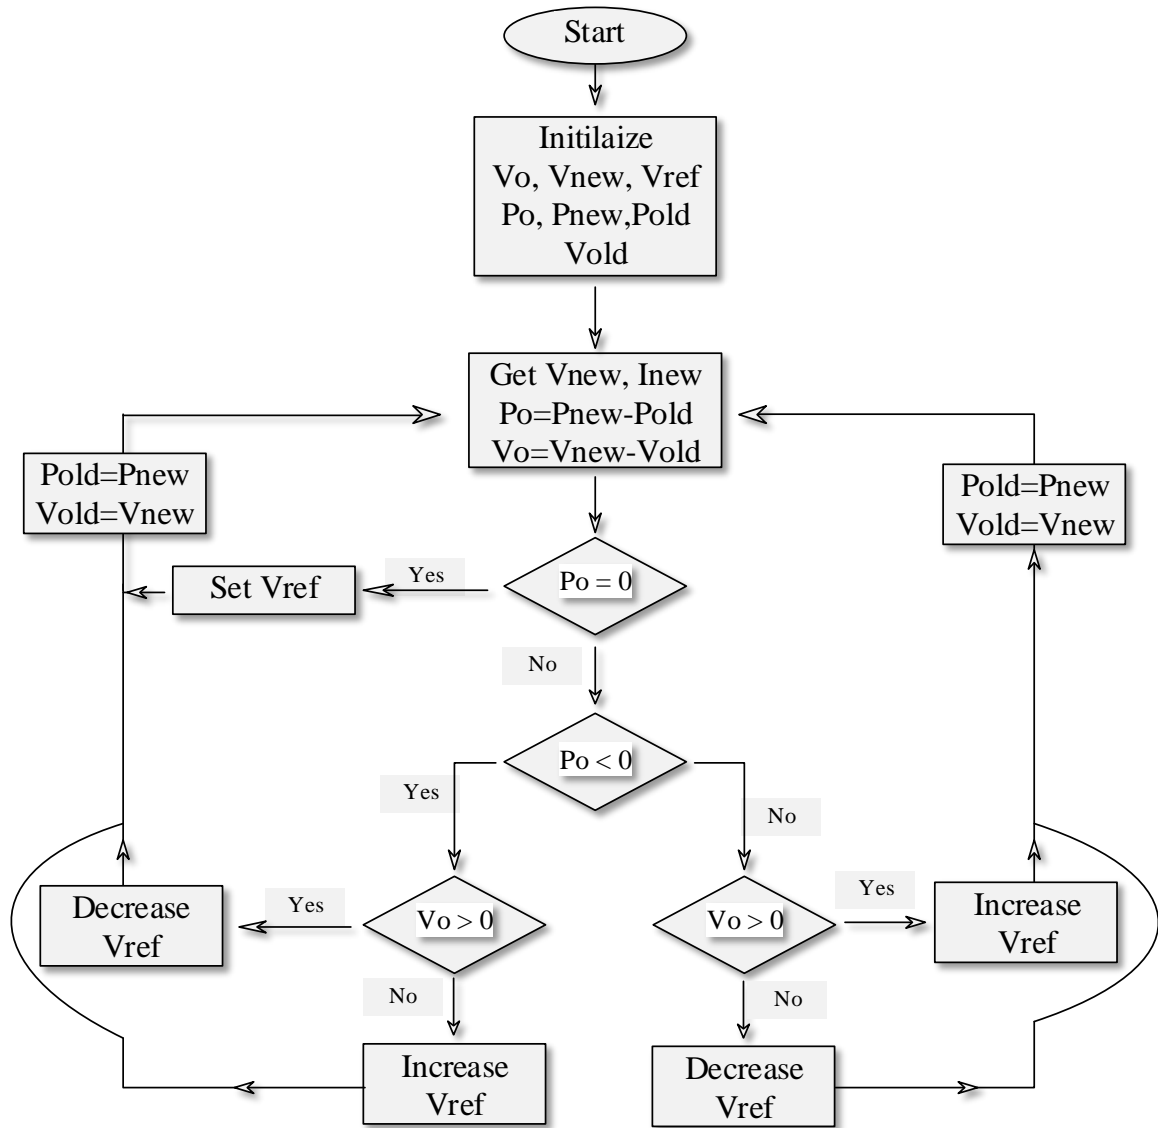 Start
Initilaize
Vo, Vnew, Vref
Po, Pnew,Pold
Vold
Get Vnew, Inew
Po=Pnew-Pold
Vo=Vnew-Vold
Pold=Pnew
Vold=Vnew
Pold=Pnew
Vold=Vnew
Set Vref
Yes
Po = 0
No
Po < 0
Yes
No
Decrease
Vref
Yes
Vo > 0
Vo > 0
Yes
Increase
Vref
No
No
Increase
Vref
Decrease
Vref